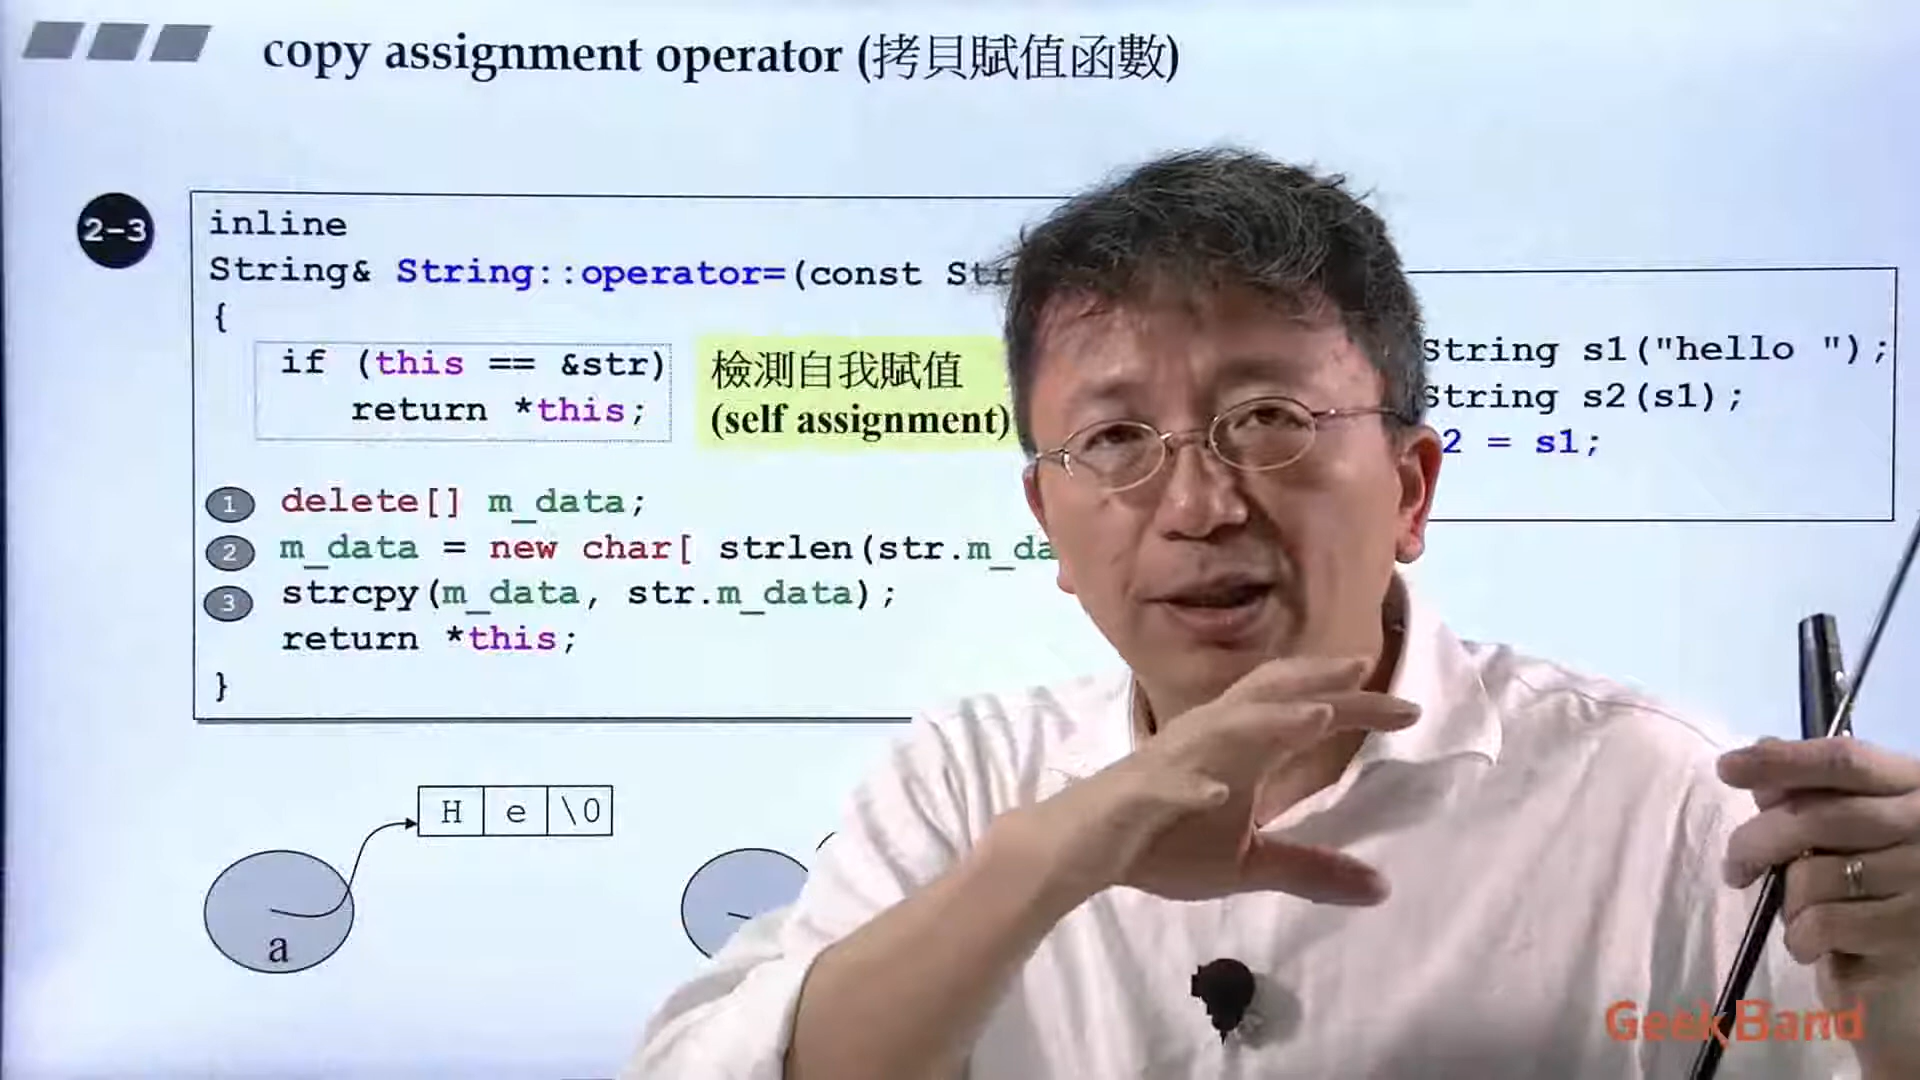 copy assignment operator (拷貝賦值函數)
2-3
inline
String& String::operator=(const Str
{
if (this == &str)
return *this;
檢測自我賦值
(self assignment)
1 delete[] m_data;
2 m_data = new char[ strlen(str.m_da
3 strcpy(m_data, str.m_data);
return *this;
}
String s1("hello ");
String s2(s1);
2 = s1;
H e \0
a
GeekBand